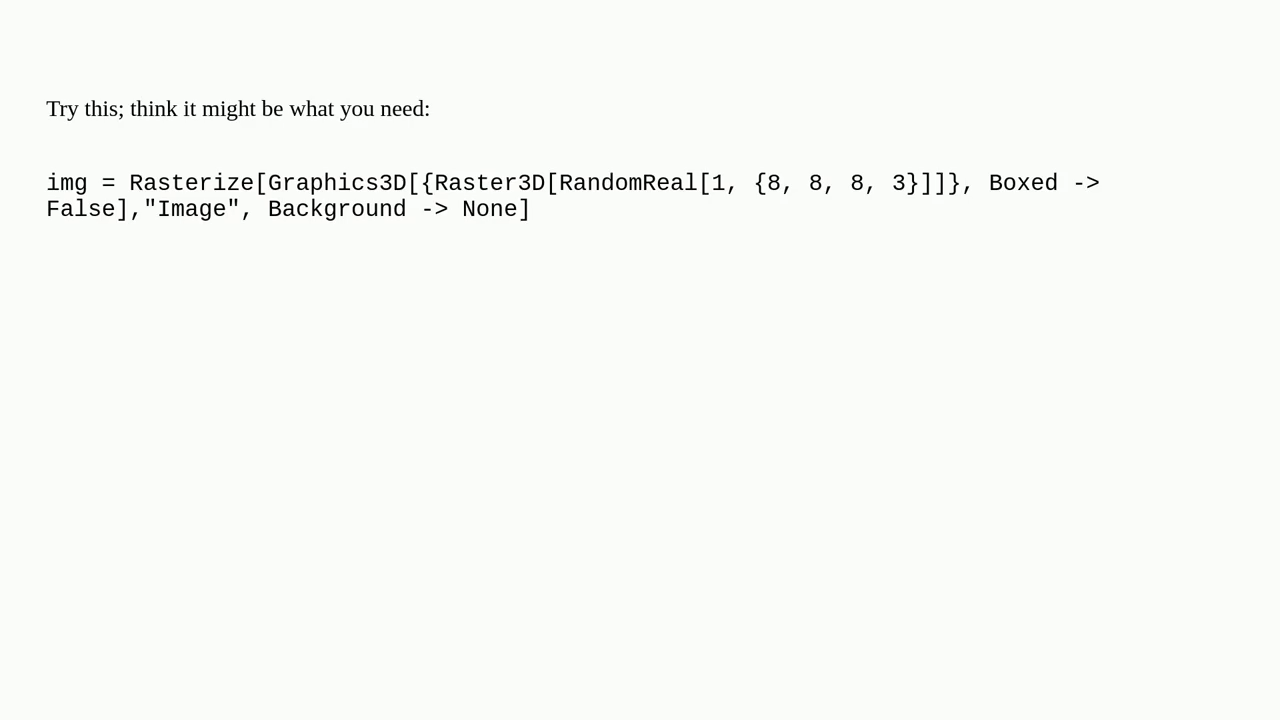 Try this; think it might be what you need:
img = Rasterize[Graphics3D[{Raster3D[RandomReal[1, {8, 8, 8, 3}]]}, Boxed ->
False],"Image", Background -> None]